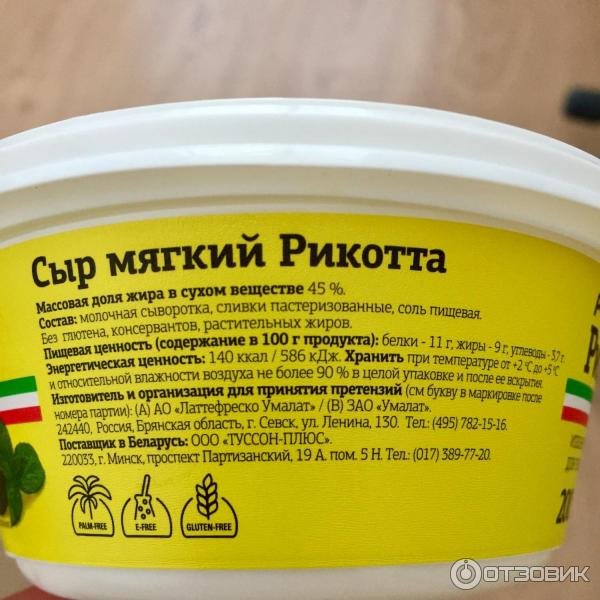 Сыр мягкий Рикотта
Массовая доля жира в сухом веществе 45 %.
Состав: молочная сыворотка, сливки пастеризованные, соль пищевая.
Без глютена, консервантов, растительных жиров.
Пищевая ценность (содержание в 100 г продукта): белки - 11 г, жиры - 9 г, углеводы - 3,7 г.
Энергетическая ценность: 140 ккал / 586 кДж. Хранить при температуре от +2 °С до +5 °С
и относительной влажности воздуха не более 90 % в целой упаковке и после ее вскрытия.
Изготовитель и организация для принятия претензий (см букву в маркировке после
номера партии): (А) АО «Латтефреско Умалат» / (В) ЗАО «Умалат».
242440, Россия, Брянская область, г. Севск, ул. Ленина, 130. Тел.: (495) 782-15-16.
Поставщик в Беларусь: ООО «ТУССОН-ПЛЮС».
220033, г. Минск, проспект Партизанский, 19 А. пом. 5 Н. Тел.: (017) 389-77-20.
PALM-FREE E-FREE GLUTEN-FREE
ОТЗОВИК